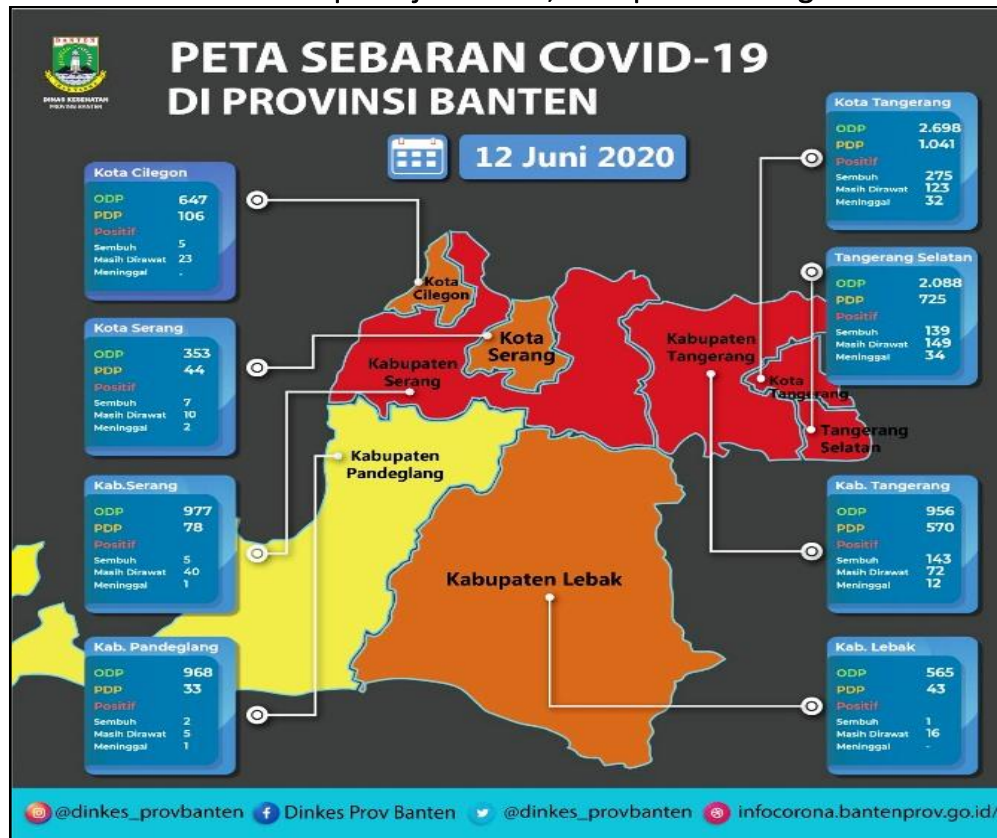 BANTEN
DINAS KESEHATAN
PROVINSI BANTEN
PETA SEBARAN COVID-19
DI PROVINSI BANTEN
12 Juni 2020
Kota Cilegon
ODP 647
PDP 106
Positif
Sembuh 5
Masih Dirawat 23
Meninggal -
Kota Serang
ODP 353
PDP 44
Positif
Sembuh 7
Masih Dirawat 10
Meninggal 2
Kab.Serang
ODP 977
PDP 78
Positif
Sembuh 5
Masih Dirawat 40
Meninggal 1
Kab. Pandeglang
ODP 968
PDP 33
Positif
Sembuh 2
Masih Dirawat 5
Meninggal 1
Kota
Cilegon
Kota
Serang
Kabupaten
Serang
Kabupaten
Pandeglang
Kabupaten Lebak
Kabupaten
Tangerang
Kota
Tangerang
Tangerang
Selatan
Kota Tangerang
ODP 2.698
PDP 1.041
Positif
Sembuh 275
Masih Dirawat 123
Meninggal 32
Tangerang Selatan
ODP 2.088
PDP 725
Positif
Sembuh 139
Masih Dirawat 149
Meninggal 34
Kab. Tangerang
ODP 956
PDP 570
Positif
Sembuh 143
Masih Dirawat 72
Meninggal 12
Kab. Lebak
ODP 565
PDP 43
Positif
Sembuh 1
Masih Dirawat 16
Meninggal -
@dinkes_provbanten Dinkes Prov Banten @dinkes_provbanten infocorona.bantenprov.go.id/